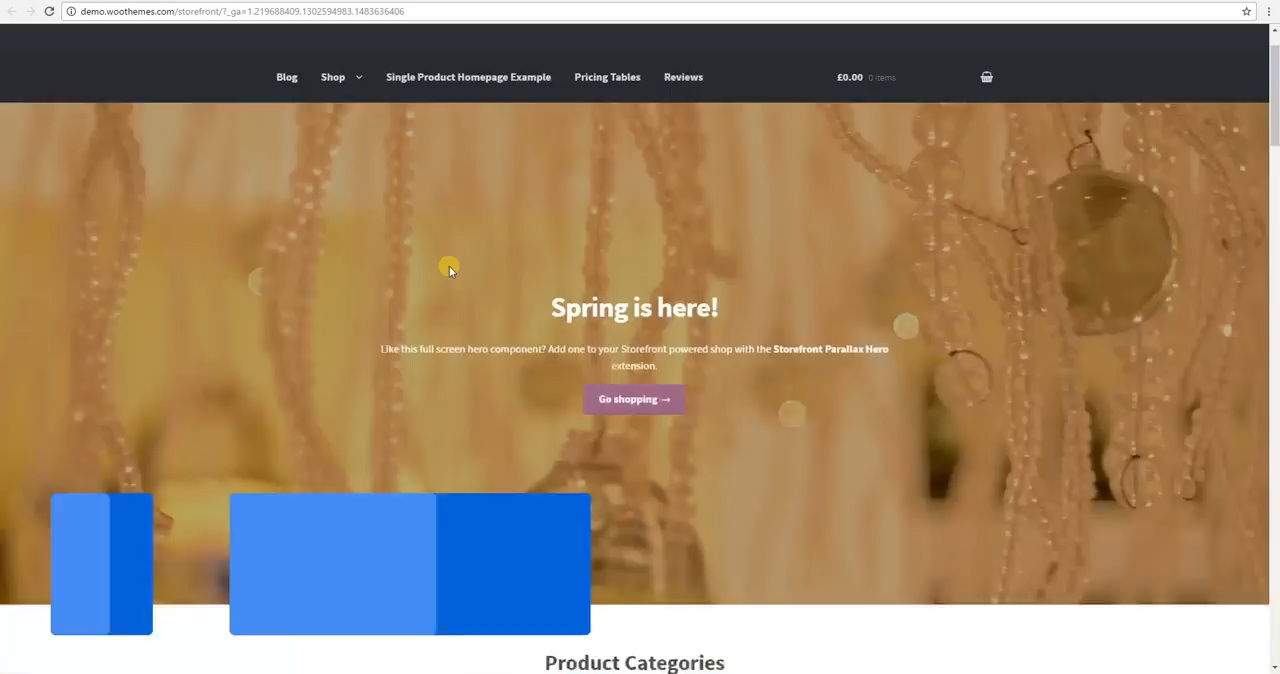 demo.woothemes.com/storefront/?_ga=1.219688409.1302594983.1483636406
Blog Shop Single Product Homepage Example Pricing Tables Reviews £0.00 0 items
Spring is here!
Like this full screen hero component? Add one to your Storefront powered shop with the Storefront Parallax Hero
extension.
Go shopping →
Product Categories